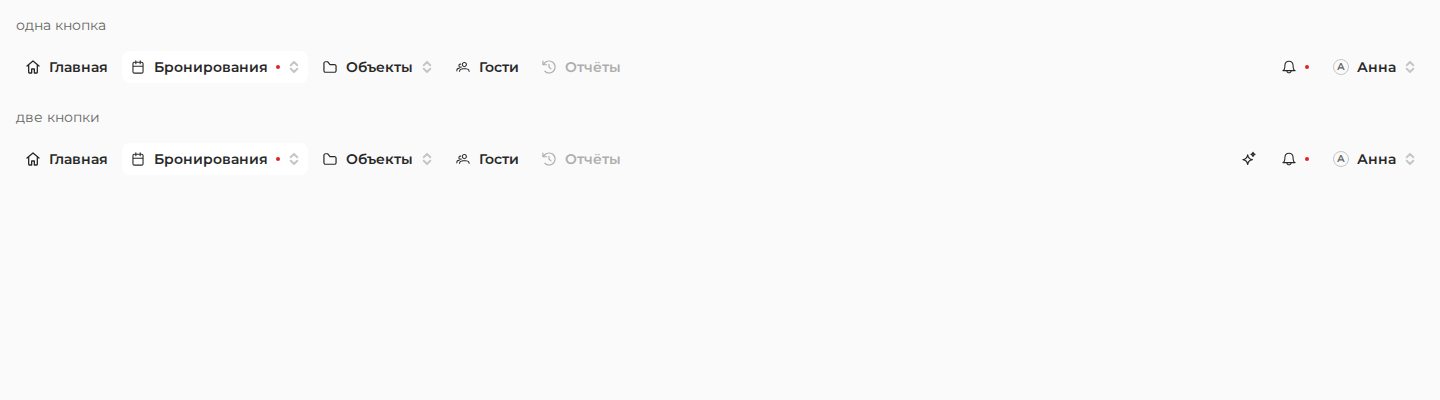 одна кнопка
Главная Бронирования Объекты Гости Отчёты A Анна
две кнопки
Главная Бронирования Объекты Гости Отчёты A Анна